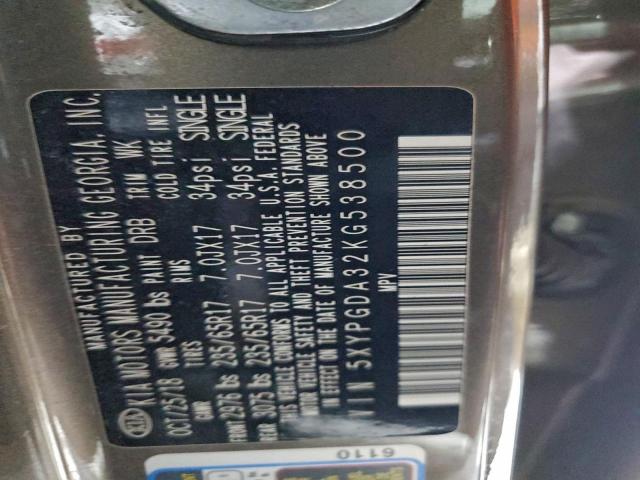 MANUFACTURED BY
KIA KIA MOTORS MANUFACTURING GEORGIA, INC.
OCT/25/18 GWR 5490 lbs PAINT DRB TRIM WK
GAWR TIRES RIMS COLD TIRE INFL
FRONT 2976 lbs 235/65R17 7.0JX17 34psi SINGLE
REAR 3075 lbs 235/65R17 7.0JX17 34psi SINGLE
THIS VEHICLE CONFORMS TO ALL APPLICABLE U.S.A. FEDERAL
MOTOR VEHICLE SAFETY AND THEFT PREVENTION STANDARDS
IN EFFECT ON THE DATE OF MANUFACTURE SHOWN ABOVE
VIN 5XYPGDA32KG538500
MPV
6110